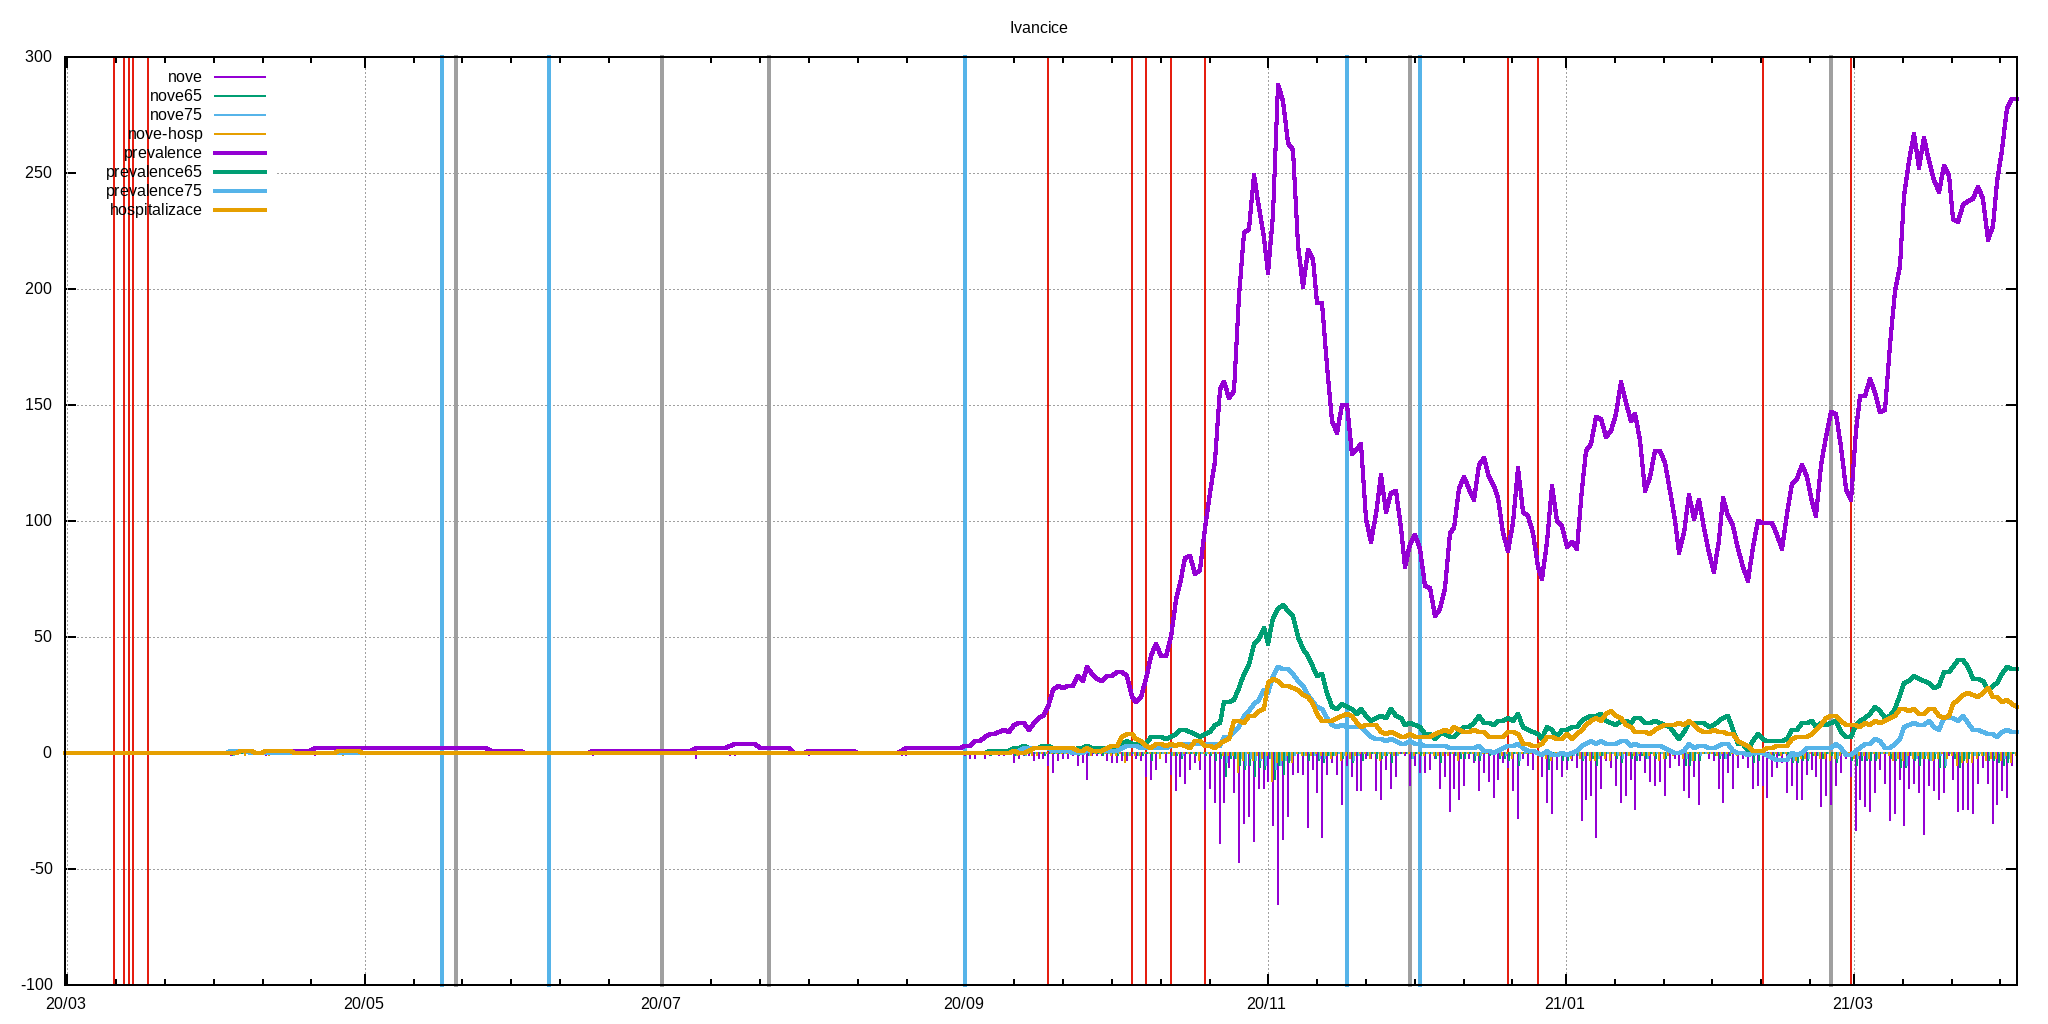 Ivancice
300
250
200
150
100
50
0
-50
-100
nove
nove65
nove75
nove-hosp
prevalence
prevalence65
prevalence75
hospitalizace
20/03 20/05 20/07 20/09 20/11 21/01 21/03